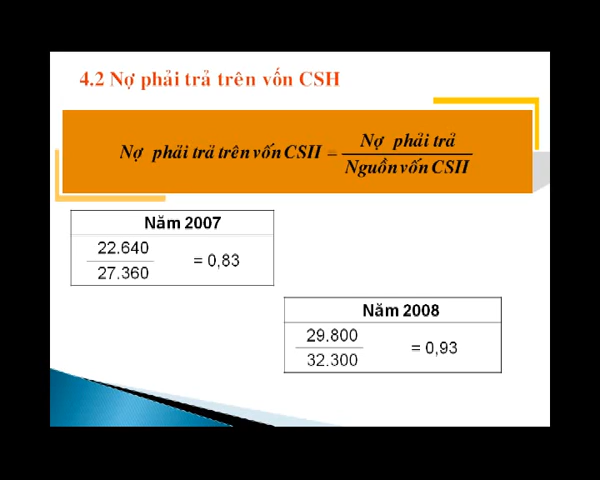 4.2 Nợ phải trả trên vốn CSH
Nợ phải trả trên vốn CSH = Nợ phải trả / Nguồn vốn CSH
Năm 2007
22.640
= 0,83
27.360
Năm 2008
29.800
= 0,93
32.300